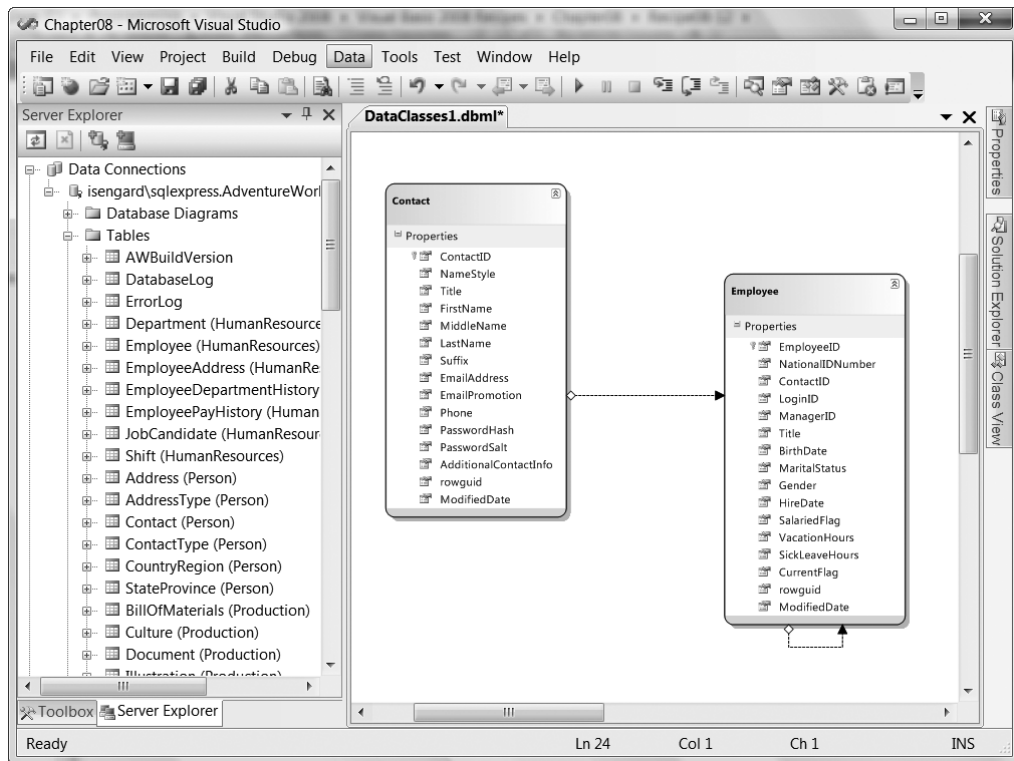 Chapter08 - Microsoft Visual Studio
File Edit View Project Build Debug Data Tools Test Window Help
Server Explorer
Data Connections
isengard\sqlexpress.AdventureWorl
Database Diagrams
Tables
AWBuildVersion
DatabaseLog
ErrorLog
Department (HumanResource
Employee (HumanResources)
EmployeeAddress (HumanRe
EmployeeDepartmentHistory
EmployeePayHistory (Human
JobCandidate (HumanResour
Shift (HumanResources)
Address (Person)
AddressType (Person)
Contact (Person)
ContactType (Person)
CountryRegion (Person)
StateProvince (Person)
BillOfMaterials (Production)
Culture (Production)
Document (Production)
Illustration (Production)
Toolbox Server Explorer
DataClasses1.dbml*
Contact
Properties
ContactID
NameStyle
Title
FirstName
MiddleName
LastName
Suffix
EmailAddress
EmailPromotion
Phone
PasswordHash
PasswordSalt
AdditionalContactInfo
rowguid
ModifiedDate
Employee
Properties
EmployeeID
NationalIDNumber
ContactID
LoginID
ManagerID
Title
BirthDate
MaritalStatus
Gender
HireDate
SalariedFlag
VacationHours
SickLeaveHours
CurrentFlag
rowguid
ModifiedDate
Properties
Solution Explorer
Class View
Ready Ln 24 Col 1 Ch 1 INS